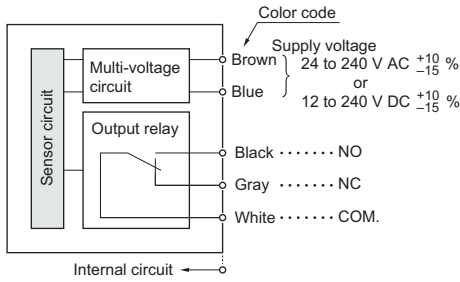 Color code
Supply voltage
Brown
24 to 240 V AC +10 −15 %
Multi-voltage circuit
or
Blue
12 to 240 V DC +10 −15 %
Sensor circuit
Output relay
Black ······· NO
Gray ······· NC
White ······ COM.
Internal circuit